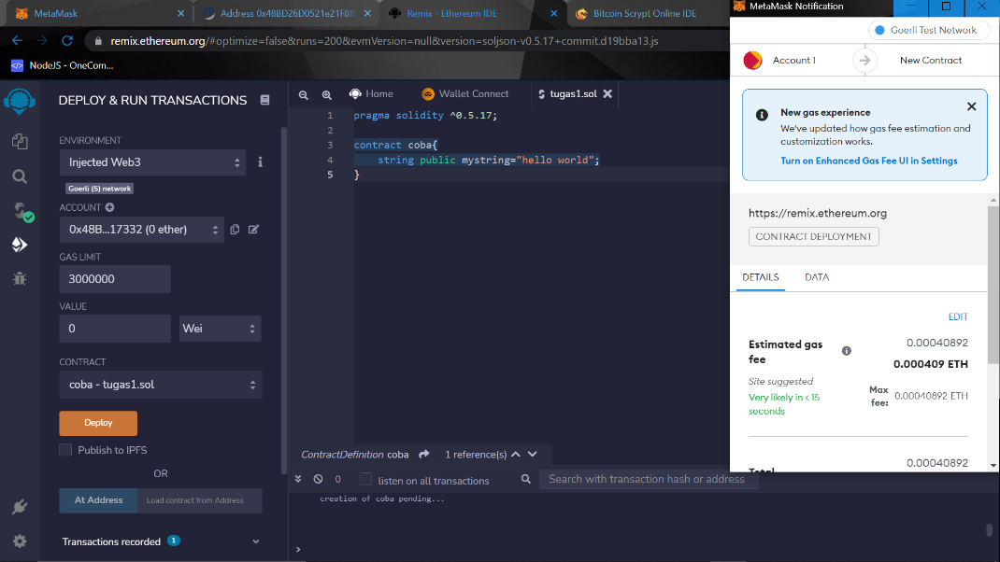 MetaMask
Address 0x48BD26D0521e21F86
Remix - Ethereum IDE
Bitcoin Scrypt Online IDE
remix.ethereum.org/#optimize=false&runs=200&evmVersion=null&version=soljson-v0.5.17+commit.d19bba13.js
NodeJS - OneCom...
DEPLOY & RUN TRANSACTIONS
ENVIRONMENT
Injected Web3
Goerli (5) network
ACCOUNT
0x48B...17332 (0 ether)
GAS LIMIT
3000000
VALUE
0
Wei
CONTRACT
coba - tugas1.sol
Deploy
Publish to IPFS
OR
At Address
Load contract from Address
Transactions recorded 1
Home
Wallet Connect
tugas1.sol
1 pragma solidity ^0.5.17;
2
3 contract coba{
4 string public mystring="hello world";
5 }
ContractDefinition coba
1 reference(s)
0
listen on all transactions
Search with transaction hash or address
creation of coba pending...
>
MetaMask Notification
Goerli Test Network
Account 1
New Contract
New gas experience
We've updated how gas fee estimation and
customization works.
Turn on Enhanced Gas Fee UI in Settings
https://remix.ethereum.org
CONTRACT DEPLOYMENT
DETAILS
DATA
EDIT
Estimated gas
fee
0.00040892
0.000409 ETH
Site suggested
Very likely in < 15
seconds
Max
fee:
0.00040892 ETH
0.00040892
Total